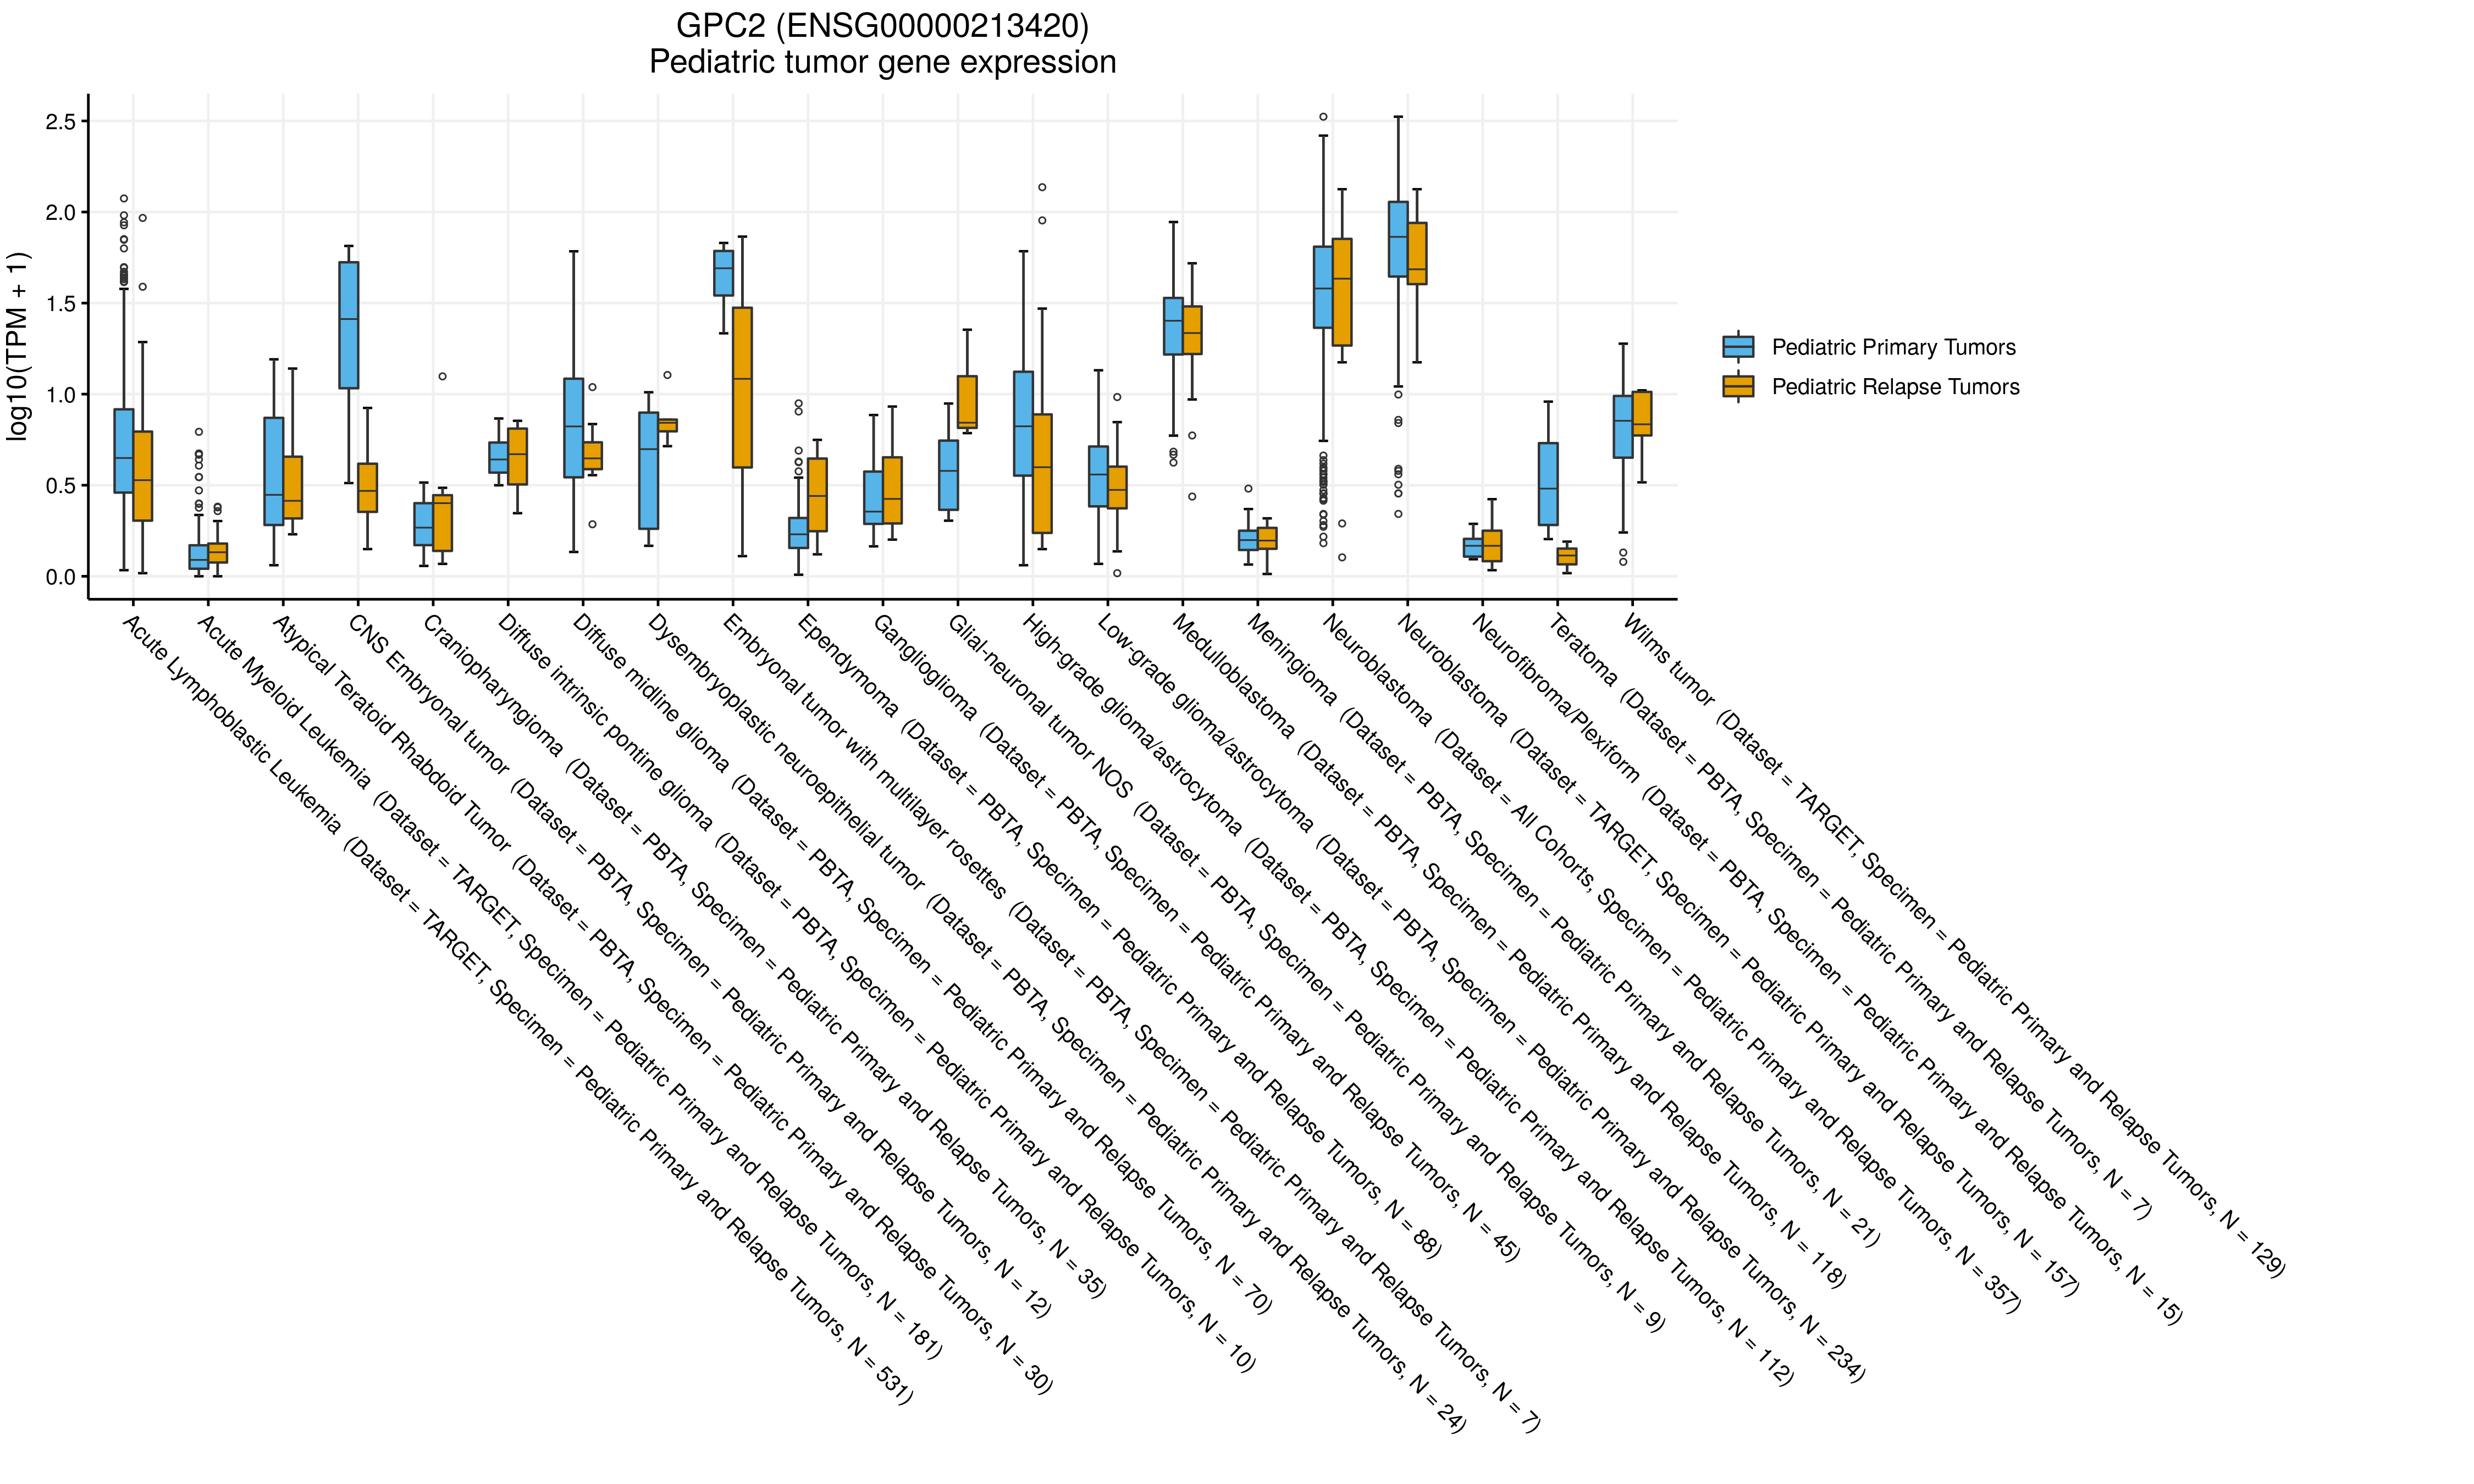 GPC2 (ENSG00000213420)
Pediatric tumor gene expression
log10(TPM + 1)
2.5
2.0
1.5
1.0
0.5
0.0
Pediatric Primary Tumors
Pediatric Relapse Tumors
Acute Lymphoblastic Leukemia (Dataset = TARGET, Specimen = Pediatric Primary and Relapse Tumors, N = 531)
Acute Myeloid Leukemia (Dataset = TARGET, Specimen = Pediatric Primary and Relapse Tumors, N = 181)
Atypical Teratoid Rhabdoid Tumor (Dataset = PBTA, Specimen = Pediatric Primary and Relapse Tumors, N = 30)
CNS Embryonal tumor (Dataset = PBTA, Specimen = Pediatric Primary and Relapse Tumors, N = 12)
Craniopharyngioma (Dataset = PBTA, Specimen = Pediatric Primary and Relapse Tumors, N = 35)
Diffuse intrinsic pontine glioma (Dataset = PBTA, Specimen = Pediatric Primary and Relapse Tumors, N = 10)
Diffuse midline glioma (Dataset = PBTA, Specimen = Pediatric Primary and Relapse Tumors, N = 70)
Dysembryoplastic neuroepithelial tumor (Dataset = PBTA, Specimen = Pediatric Primary and Relapse Tumors, N = 24)
Embryonal tumor with multilayer rosettes (Dataset = PBTA, Specimen = Pediatric Primary and Relapse Tumors, N = 7)
Ependymoma (Dataset = PBTA, Specimen = Pediatric Primary and Relapse Tumors, N = 88)
Ganglioglioma (Dataset = PBTA, Specimen = Pediatric Primary and Relapse Tumors, N = 45)
Glial-neuronal tumor NOS (Dataset = PBTA, Specimen = Pediatric Primary and Relapse Tumors, N = 9)
High-grade glioma/astrocytoma (Dataset = PBTA, Specimen = Pediatric Primary and Relapse Tumors, N = 112)
Low-grade glioma/astrocytoma (Dataset = PBTA, Specimen = Pediatric Primary and Relapse Tumors, N = 234)
Medulloblastoma (Dataset = PBTA, Specimen = Pediatric Primary and Relapse Tumors, N = 118)
Meningioma (Dataset = PBTA, Specimen = Pediatric Primary and Relapse Tumors, N = 21)
Neuroblastoma (Dataset = All Cohorts, Specimen = Pediatric Primary and Relapse Tumors, N = 357)
Neuroblastoma (Dataset = TARGET, Specimen = Pediatric Primary and Relapse Tumors, N = 157)
Neurofibroma/Plexiform (Dataset = PBTA, Specimen = Pediatric Primary and Relapse Tumors, N = 15)
Teratoma (Dataset = PBTA, Specimen = Pediatric Primary and Relapse Tumors, N = 7)
Wilms tumor (Dataset = TARGET, Specimen = Pediatric Primary and Relapse Tumors, N = 129)